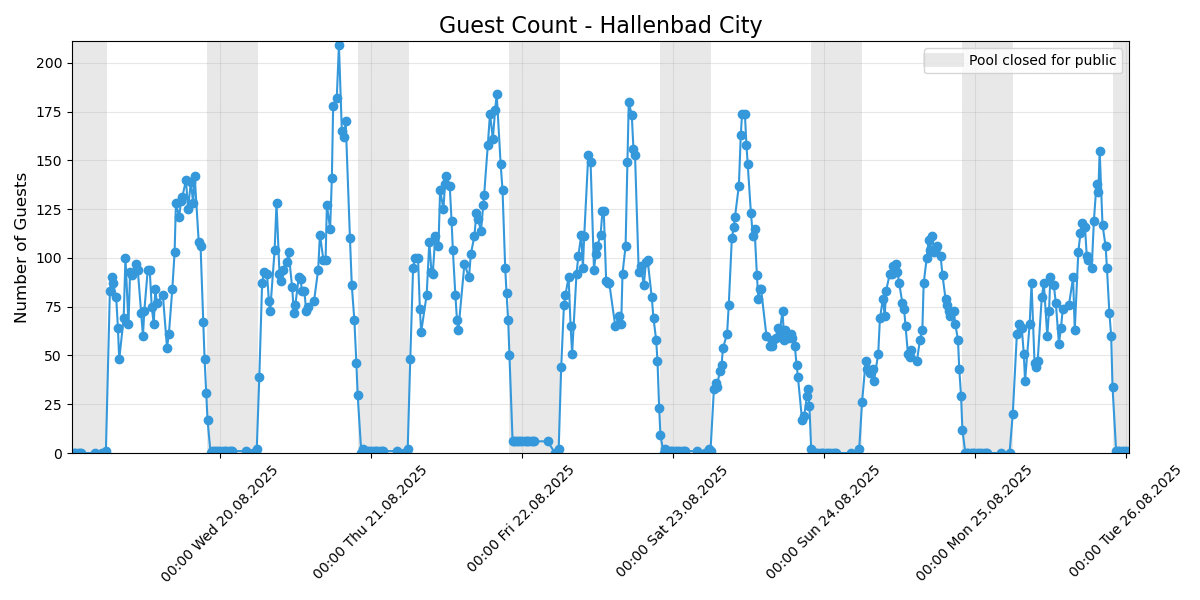 Guest Count - Hallenbad City
Pool closed for public
Number of Guests
200
175
150
125
100
75
50
25
0
00:00 Wed 20.08.2025
00:00 Thu 21.08.2025
00:00 Fri 22.08.2025
00:00 Sat 23.08.2025
00:00 Sun 24.08.2025
00:00 Mon 25.08.2025
00:00 Tue 26.08.2025